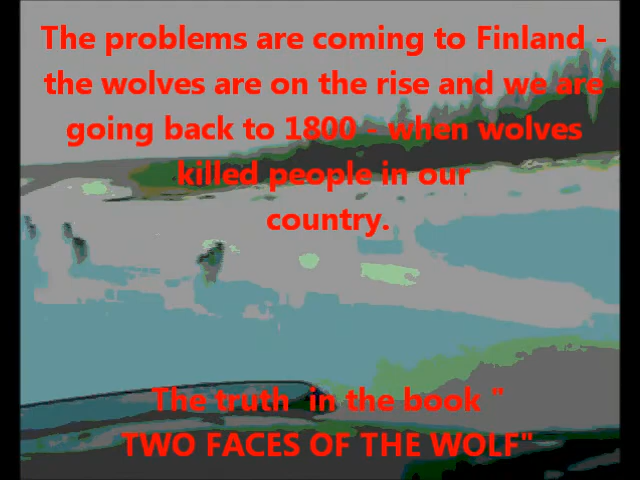 The problems are coming to Finland -
the wolves are on the rise and we are
going back to 1800 - when wolves
killed people in our
country.
The truth  in the book "
TWO FACES OF THE WOLF"